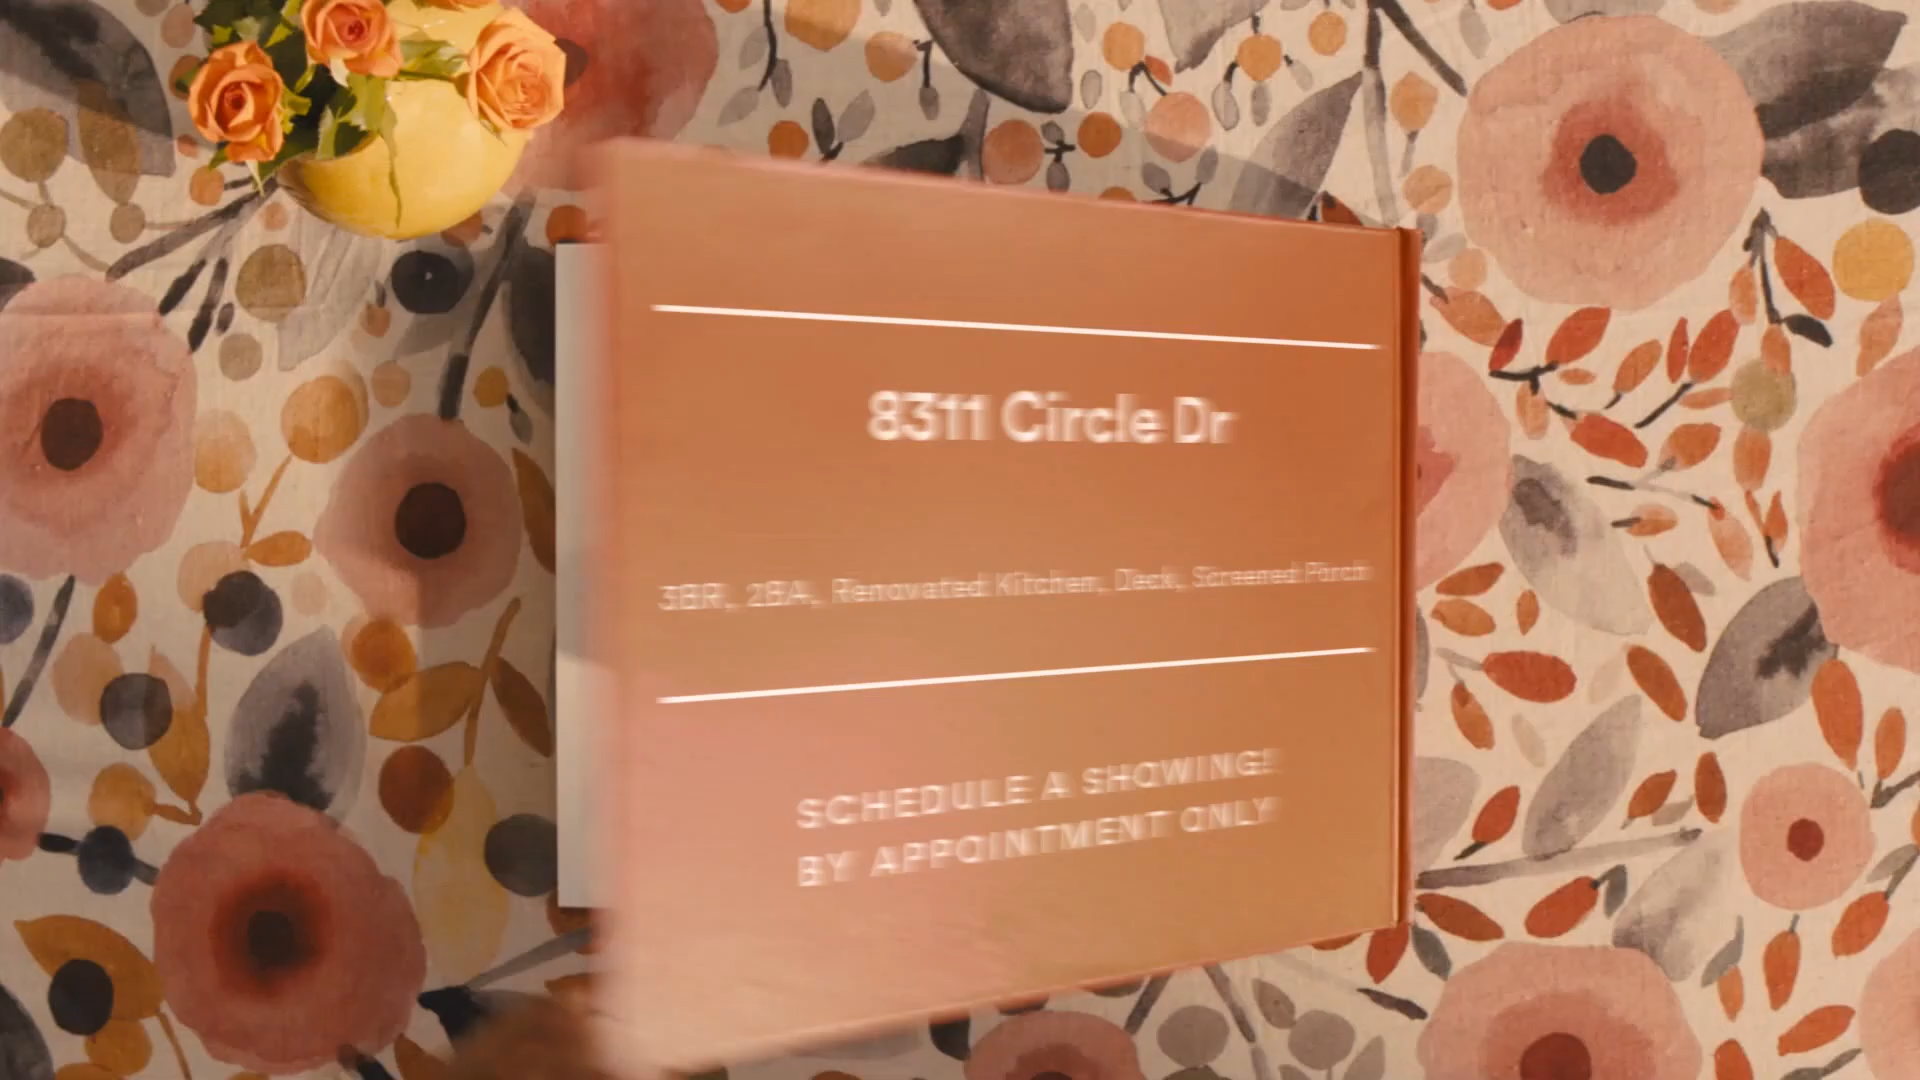 8311 Circle Dr
3BR, 2BA, Renovated Kitchen, Deck, Screened Porch
SCHEDULE A SHOWING!
BY APPOINTMENT ONLY